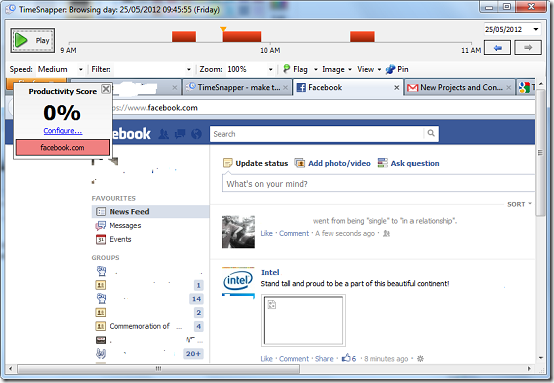 TimeSnapper: Browsing day: 25/05/2012 09:45:55 (Friday)
Play
25/05/2012
9 AM
10 AM
11 AM
Speed: Medium
Filter:
Zoom: 100%
Flag
Image
View
Pin
TimeSnapper - make t...
Facebook
New Projects and Con...
Productivity Score
0%
Configure...
facebook.com
www.facebook.com
Search
Update status
Add photo/video
Ask question
What's on your mind?
SORT
FAVOURITES
News Feed
Messages
Events
went from being "single" to "in a relationship".
Like · Comment · A few seconds ago ·
GROUPS
1
14
2
Commemoration of
4
20+
intel
Intel
Stand tall and proud to be a part of this beautiful continent!
Like · Comment · Share · 6 · 8 minutes ago ·